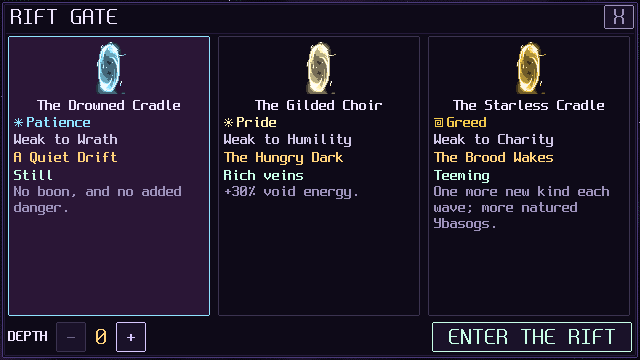 RIFT GATE
X
The Drowned Cradle
Patience
Weak to Wrath
A Quiet Drift
Still
No boon, and no added
danger.
The Gilded Choir
Pride
Weak to Humility
The Hungry Dark
Rich veins
+30% void energy.
The Starless Cradle
Greed
Weak to Charity
The Brood Wakes
Teeming
One more new kind each
wave; more natured
Ybasogs.
DEPTH - 0 +
ENTER THE RIFT